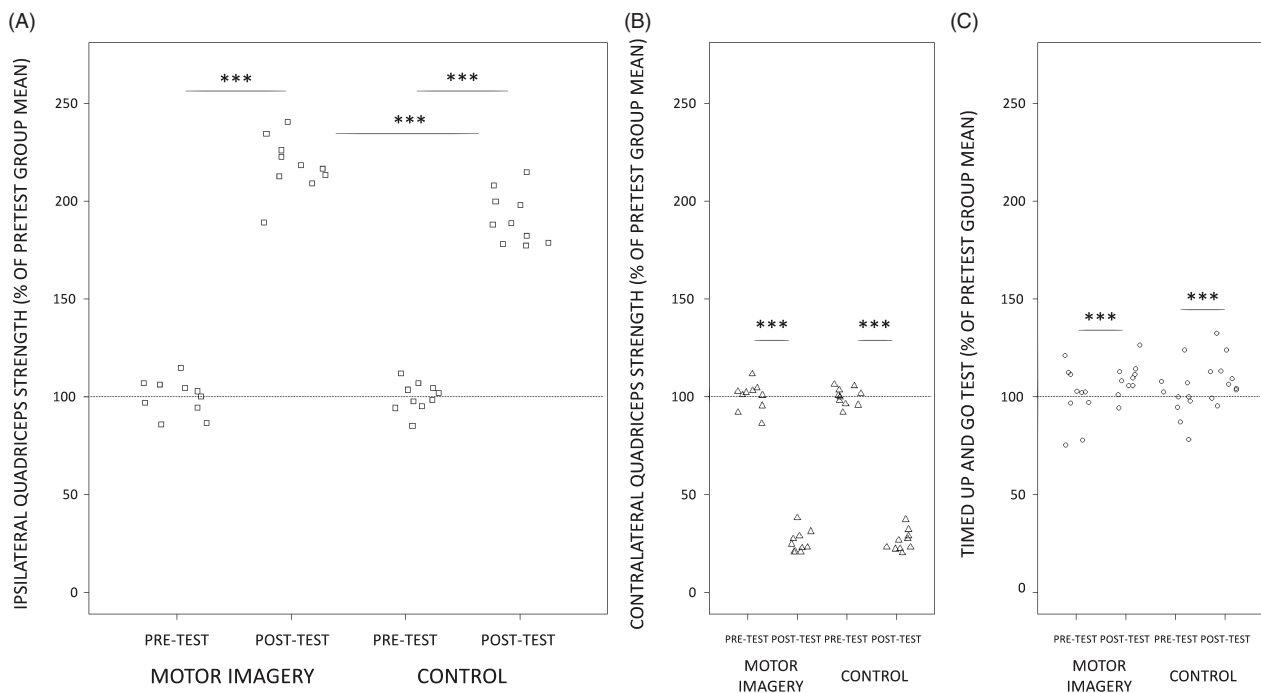 (A)
IPSILATERAL QUADRICEPS STRENGTH (% OF PRETEST GROUP MEAN)
250
200
150
100
50
0
***
***
***
PRE-TEST POST-TEST PRE-TEST POST-TEST
MOTOR IMAGERY CONTROL
(B)
CONTRALATERAL QUADRICEPS STRENGTH (% OF PRETEST GROUP MEAN)
250
200
150
100
50
0
*** ***
PRE-TEST POST-TEST PRE-TEST POST-TEST
MOTOR
IMAGERY
CONTROL
(C)
TIMED UP AND GO TEST (% OF PRETEST GROUP MEAN)
250
200
150
100
50
0
***
***
PRE-TEST POST-TEST PRE-TEST POST-TEST
MOTOR
IMAGERY
CONTROL